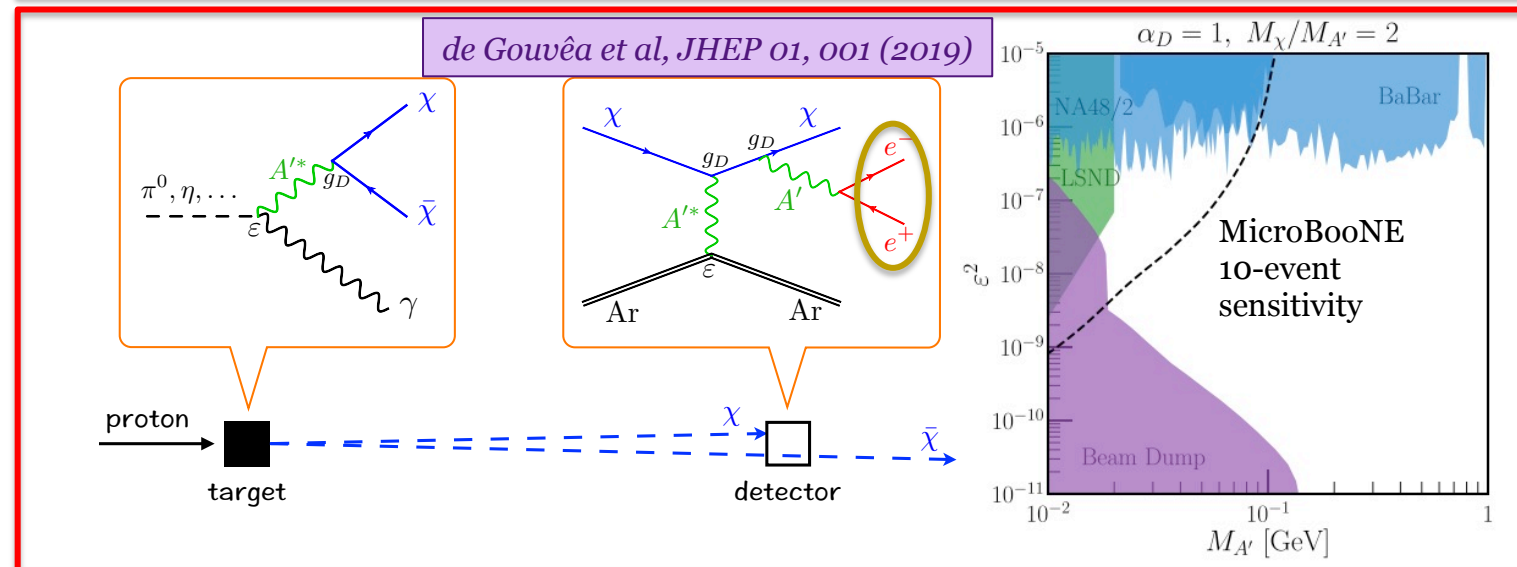 de Gouvêa et al, JHEP 01, 001 (2019)
χ
A′*
g_D
π⁰, η, . . .
ε
χ̄
γ
χ
g_D
g_D
χ
e⁻
A′
A′*
e⁺
ε
Ar
Ar
proton
target
χ
χ̄
detector
α_D = 1, M_χ/M_A′ = 2
10⁻⁵
NA48/2
BaBar
10⁻⁶
LSND
10⁻⁷
MicroBooNE
10-event
sensitivity
ε²
10⁻⁸
10⁻⁹
10⁻¹⁰
Beam Dump
10⁻¹¹
10⁻²
10⁻¹
1
M_A′ [GeV]